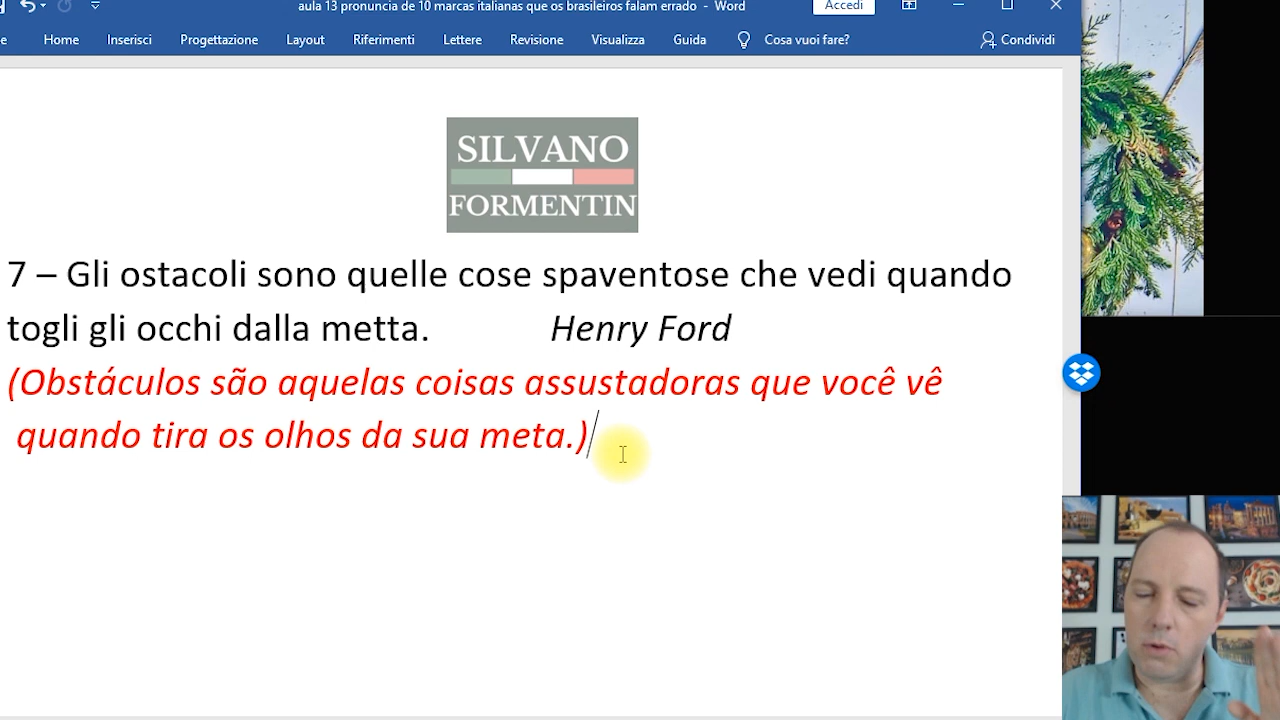 aula 13 pronuncia de 10 marcas italianas que os brasileiros falam errado - Word
Accedi
e Home Inserisci Progettazione Layout Riferimenti Lettere Revisione Visualizza Guida Cosa vuoi fare? Condividi
SILVANO
FORMENTIN
7 – Gli ostacoli sono quelle cose spaventose che vedi quando
togli gli occhi dalla metta. Henry Ford
(Obstáculos são aquelas coisas assustadoras que você vê
quando tira os olhos da sua meta.)